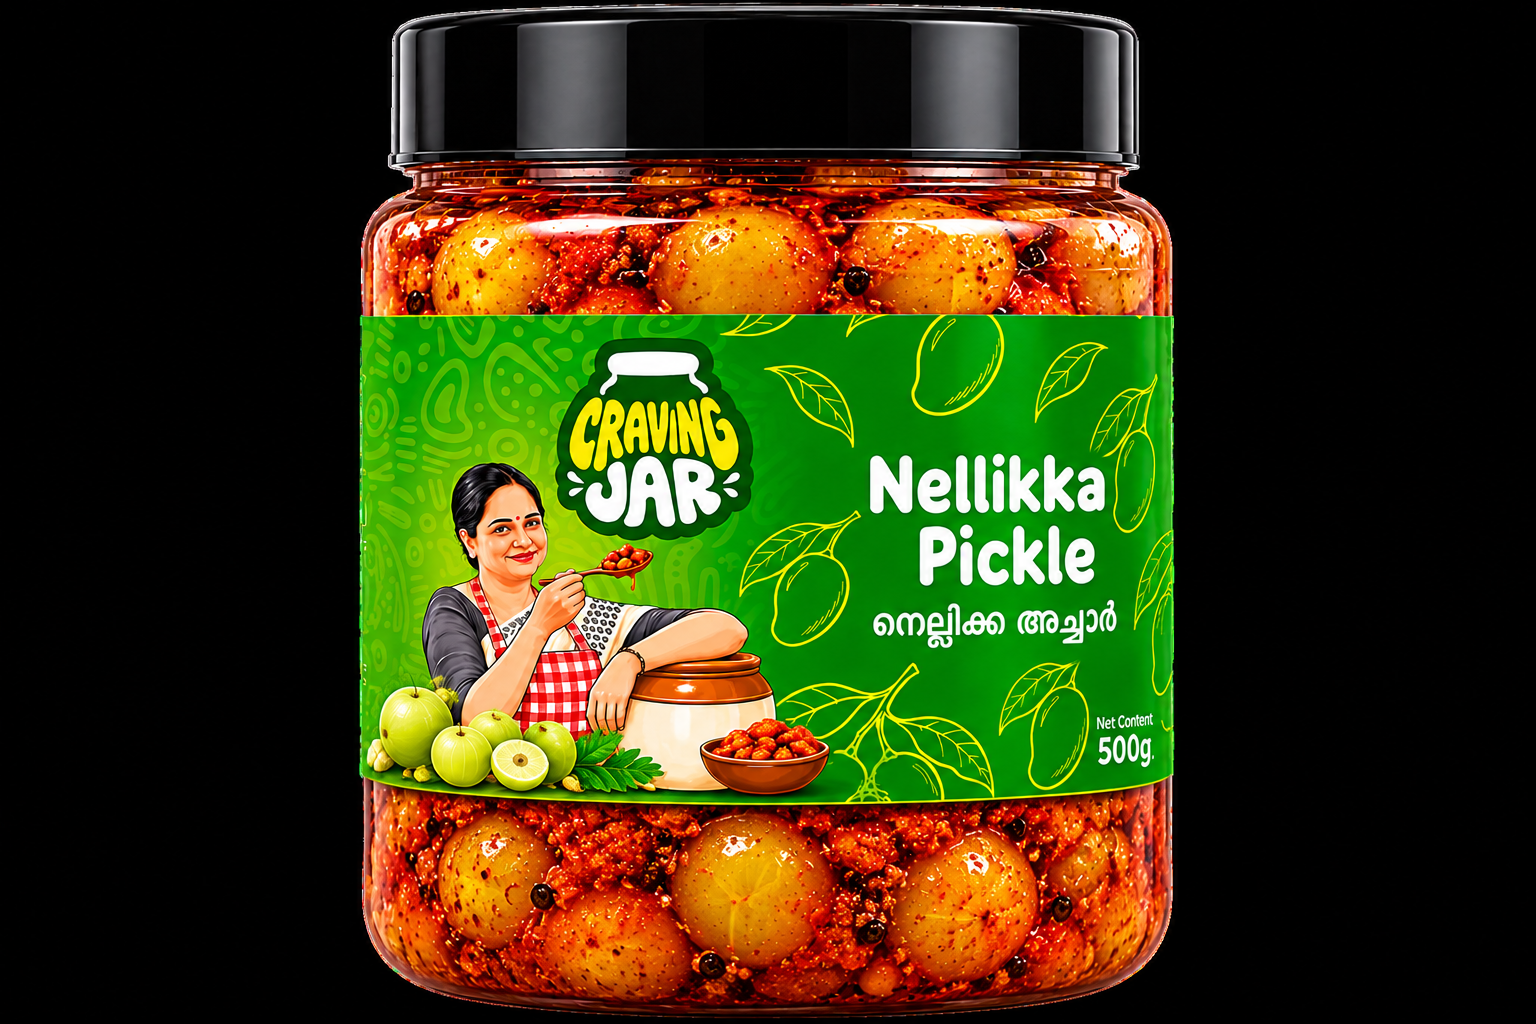 CRAVING
JAR
Nellikka
Pickle
നെല്ലിക്ക അച്ചാർ
Net Content
500g.